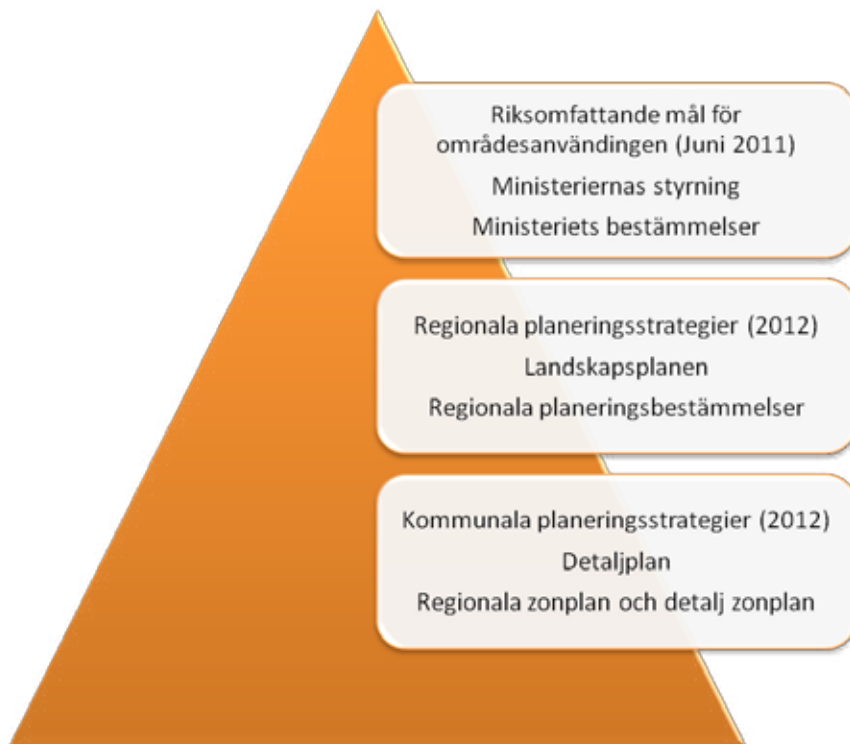 Riksomfattande mål för
områdesanvändingen (Juni 2011)
Ministeriernas styrning
Ministeriets bestämmelser
Regionala planeringsstrategier (2012)
Landskapsplanen
Regionala planeringsbestämmelser
Kommunala planeringsstrategier (2012)
Detaljplan
Regionala zonplan och detalj zonplan